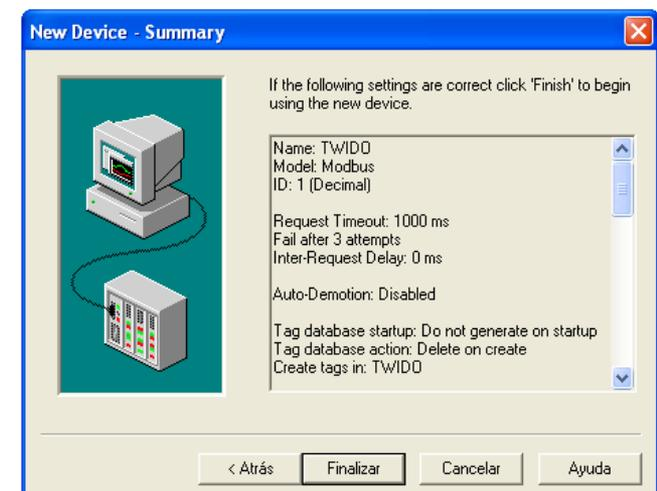 New Device - Summary
If the following settings are correct click 'Finish' to begin
using the new device.
Name: TWIDO
Model: Modbus
ID: 1 (Decimal)
Request Timeout: 1000 ms
Fail after 3 attempts
Inter-Request Delay: 0 ms
Auto-Demotion: Disabled
Tag database startup: Do not generate on startup
Tag database action: Delete on create
Create tags in: TWIDO
< Atrás
Finalizar
Cancelar
Ayuda